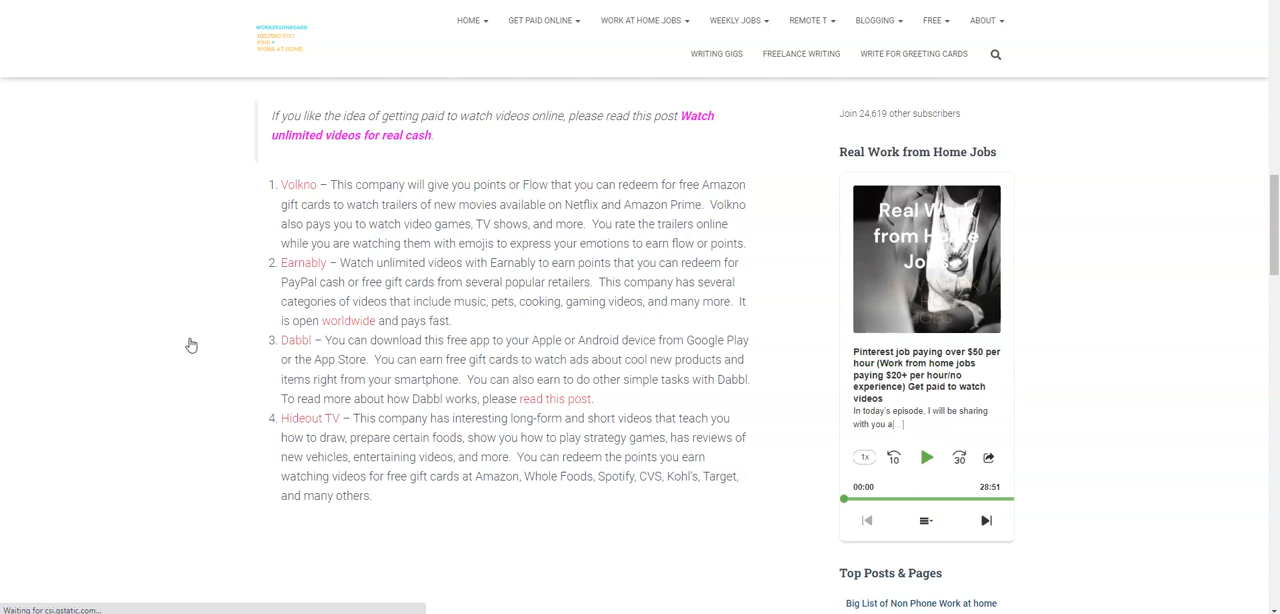 WORKERSONBOARD
HELPING YOU
FIND A
WORK AT HOME
HOME
GET PAID ONLINE
WORK AT HOME JOBS
WEEKLY JOBS
REMOTE T
BLOGGING
FREE
ABOUT
WRITING GIGS
FREELANCE WRITING
WRITE FOR GREETING CARDS
If you like the idea of getting paid to watch videos online, please read this post Watch
unlimited videos for real cash.
1. Volkno – This company will give you points or Flow that you can redeem for free Amazon
gift cards to watch trailers of new movies available on Netflix and Amazon Prime. Volkno
also pays you to watch video games, TV shows, and more. You rate the trailers online
while you are watching them with emojis to express your emotions to earn flow or points.
2. Earnably – Watch unlimited videos with Earnably to earn points that you can redeem for
PayPal cash or free gift cards from several popular retailers. This company has several
categories of videos that include music, pets, cooking, gaming videos, and many more. It
is open worldwide and pays fast.
3. Dabbl – You can download this free app to your Apple or Android device from Google Play
or the App Store. You can earn free gift cards to watch ads about cool new products and
items right from your smartphone. You can also earn to do other simple tasks with Dabbl.
To read more about how Dabbl works, please read this post.
4. Hideout TV – This company has interesting long-form and short videos that teach you
how to draw, prepare certain foods, show you how to play strategy games, has reviews of
new vehicles, entertaining videos, and more. You can redeem the points you earn
watching videos for free gift cards at Amazon, Whole Foods, Spotify, CVS, Kohl's, Target,
and many others.
Join 24,619 other subscribers
Real Work from Home Jobs
Real Work
from Home
Jobs
JOBS
Pinterest job paying over $50 per
hour (Work from home jobs
paying $20+ per hour/no
experience) Get paid to watch
videos
In today's episode, I will be sharing
with you a[...]
1x
10
30
00:00
28:51
Top Posts & Pages
Big List of Non Phone Work at home
Waiting for csi.gstatic.com...